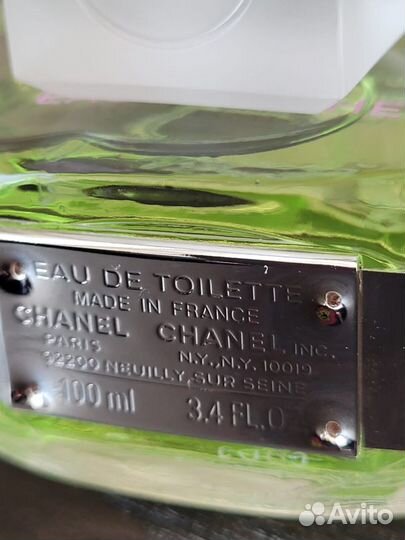 EAU DE TOILETTE
MADE IN FRANCE
CHANEL CHANEL INC.
PARIS N.Y., N.Y. 10019
92200 NEUILLY SUR SEINE
100 ml 3.4 FL.O
Avito